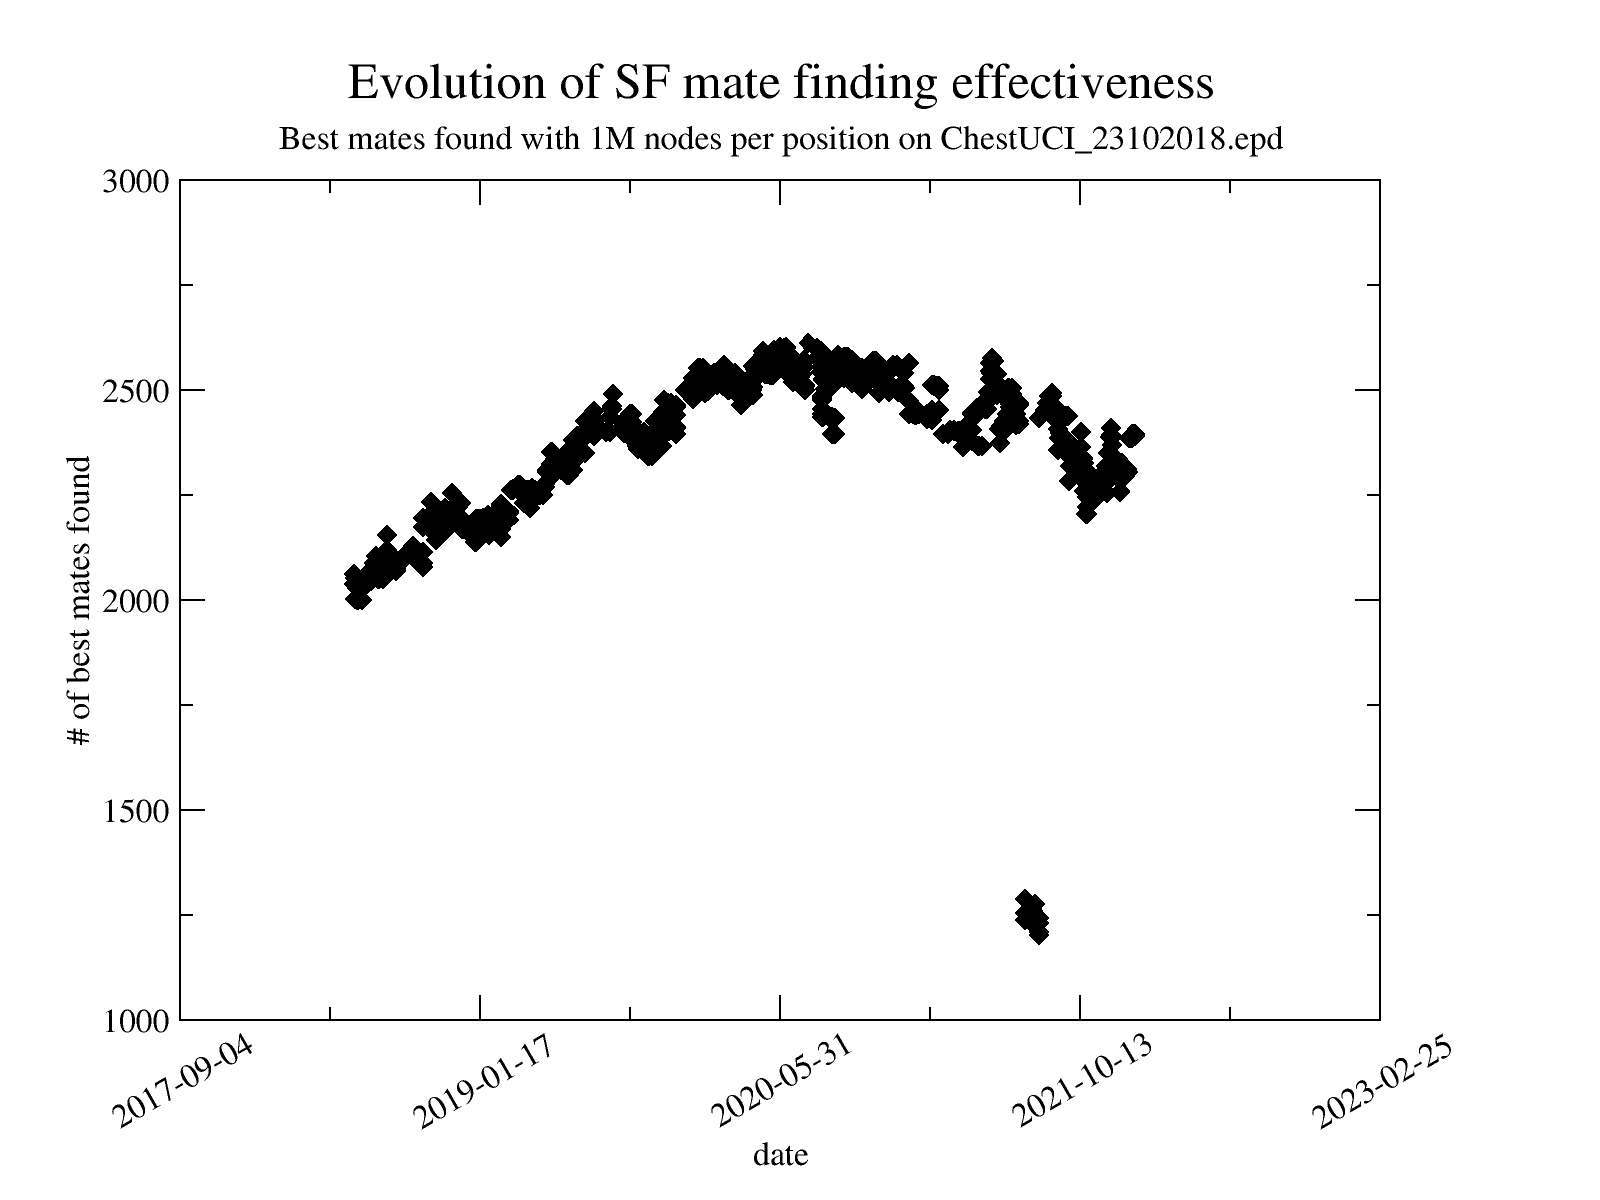 Evolution of SF mate finding effectiveness
Best mates found with 1M nodes per position on ChestUCI_23102018.epd
# of best mates found
3000
2500
2000
1500
1000
2017-09-04
2019-01-17
2020-05-31
2021-10-13
2023-02-25
date